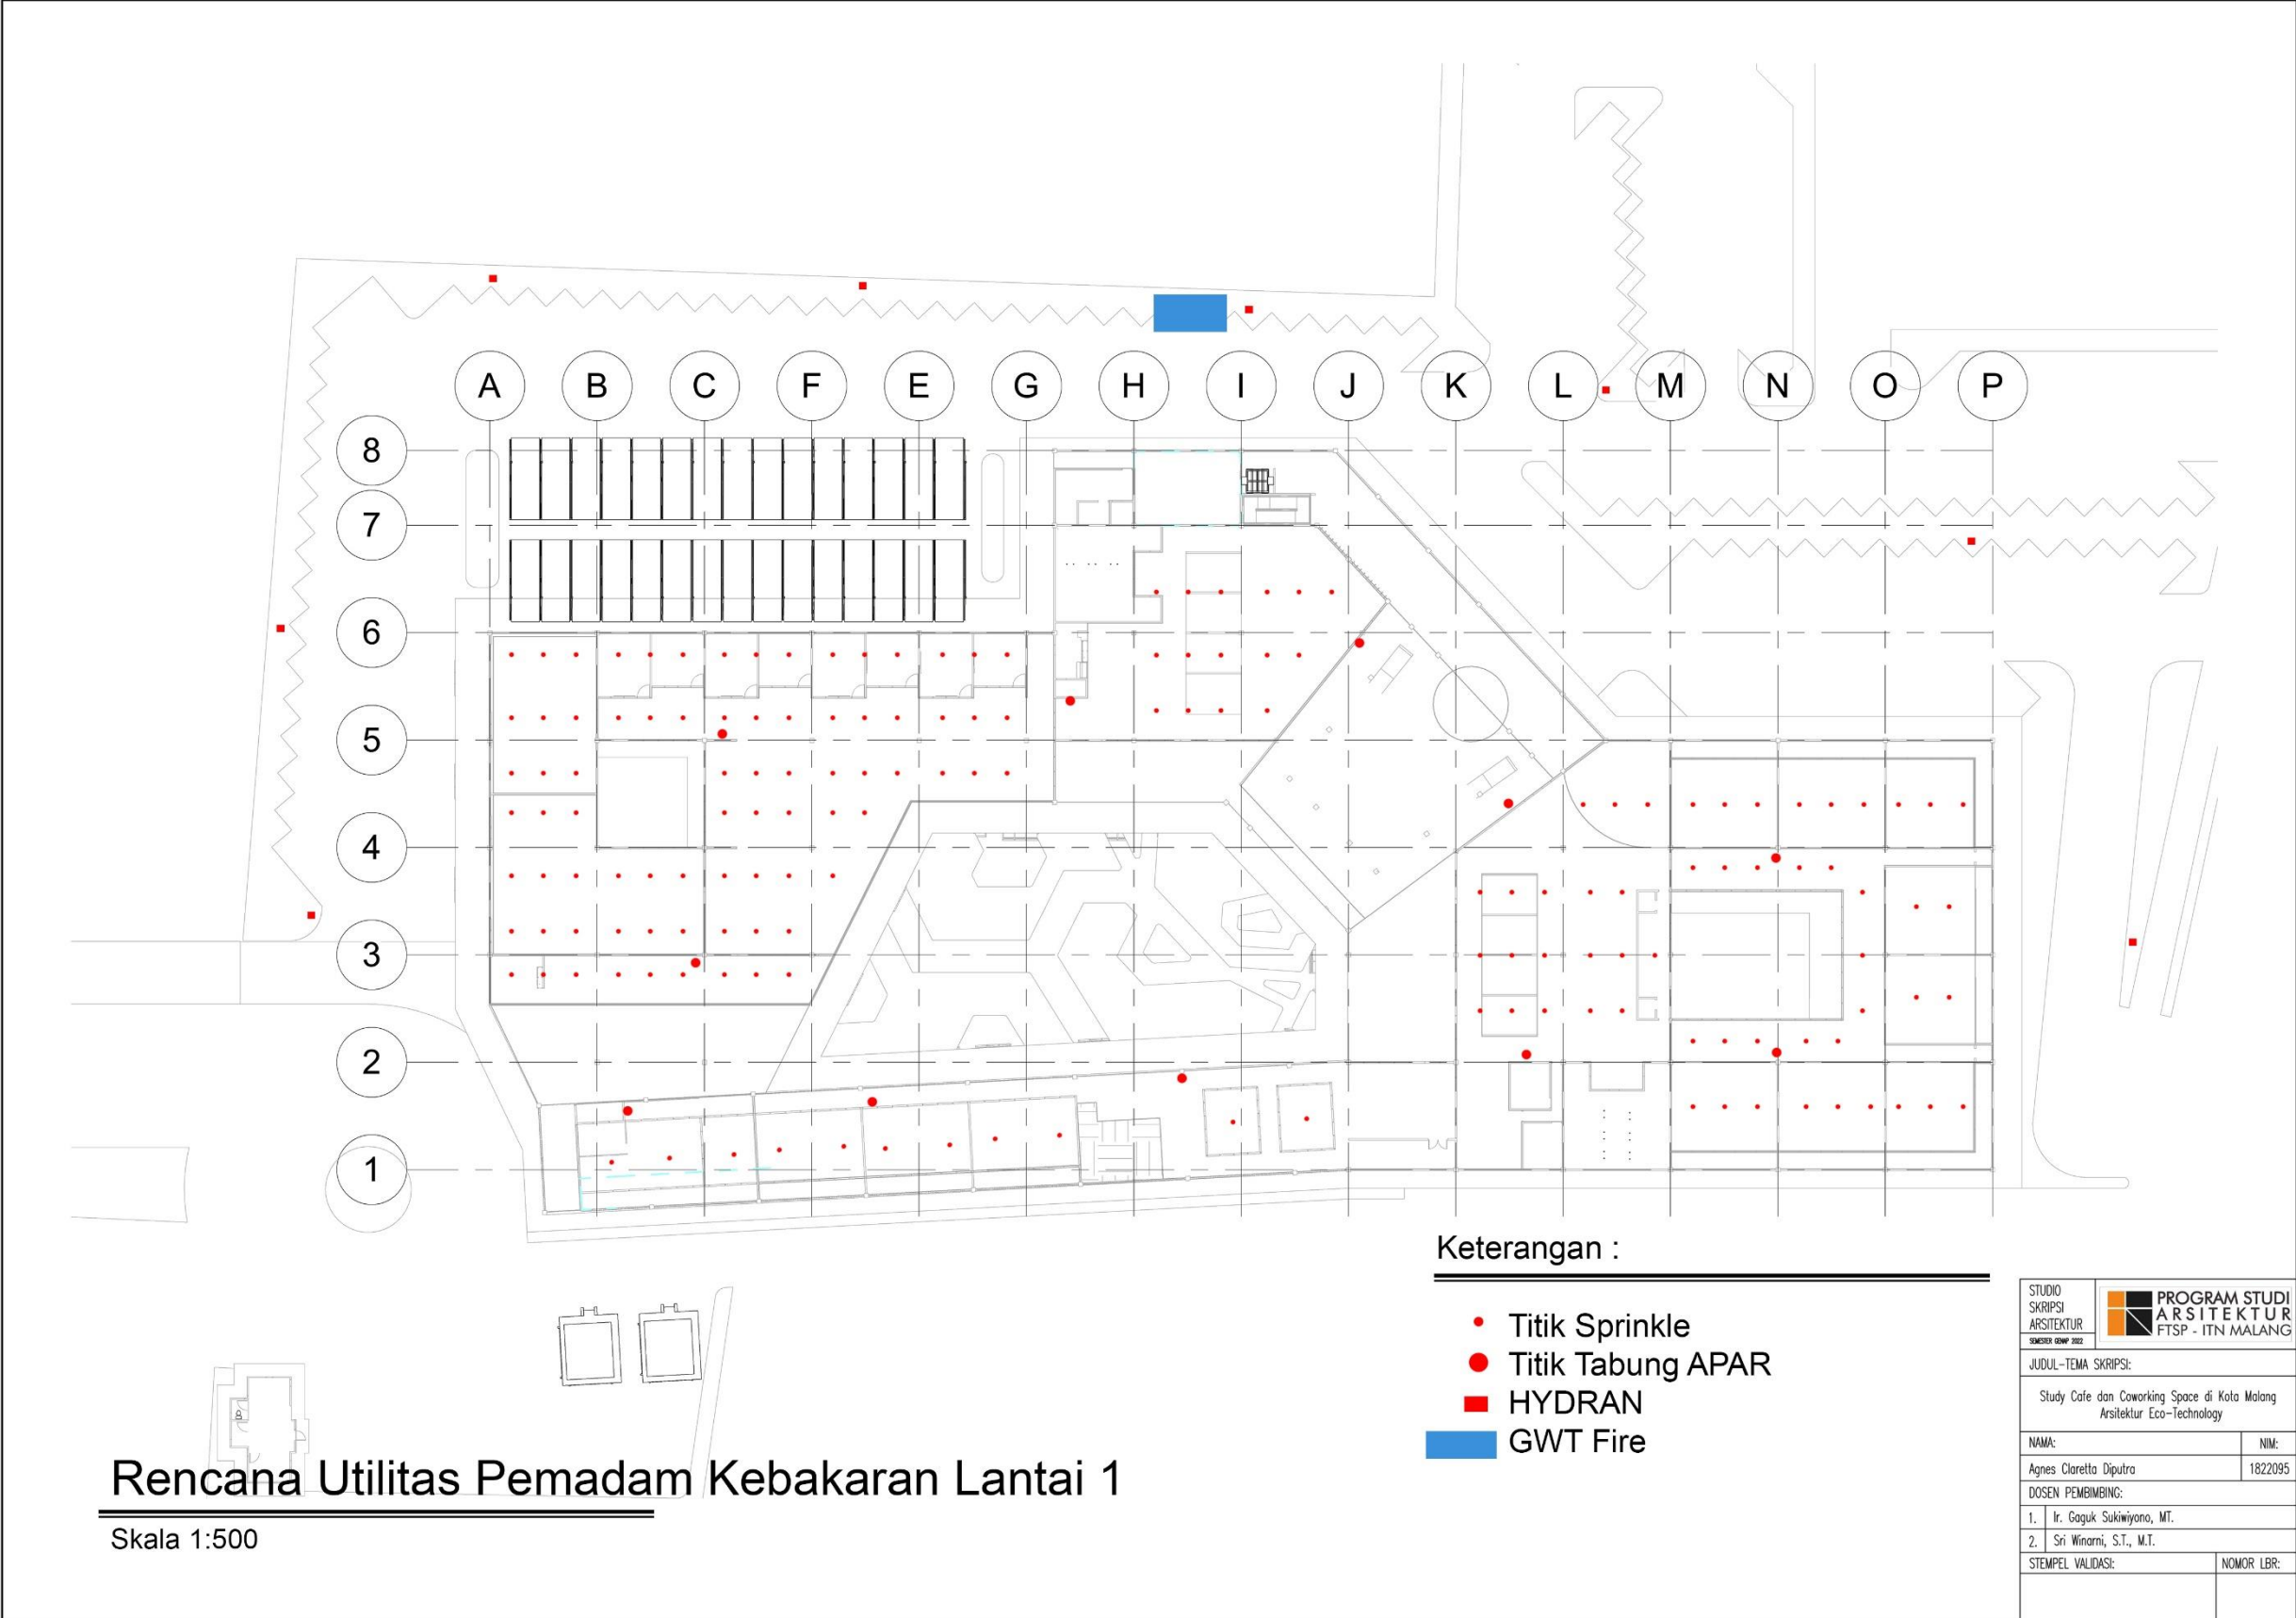 A B C F E G H I J K L M N O P
8
7
6
5
4
3
2
1
Keterangan :
Titik Sprinkle
Titik Tabung APAR
HYDRAN
GWT Fire
Rencana Utilitas Pemadam Kebakaran Lantai 1
Skala 1:500
STUDIO
SKRIPSI
ARSITEKTUR
SEMESTER GENAP 2022
PROGRAM STUDI
ARSITEKTUR
FTSP - ITN MALANG
JUDUL-TEMA SKRIPSI:
Study Cafe dan Coworking Space di Kota Malang
Arsitektur Eco-Technology
NAMA: NIM:
Agnes Claretta Diputra 1822095
DOSEN PEMBIMBING:
1. Ir. Gaguk Sukiwiyono, MT.
2. Sri Winarni, S.T., M.T.
STEMPEL VALIDASI: NOMOR LBR: